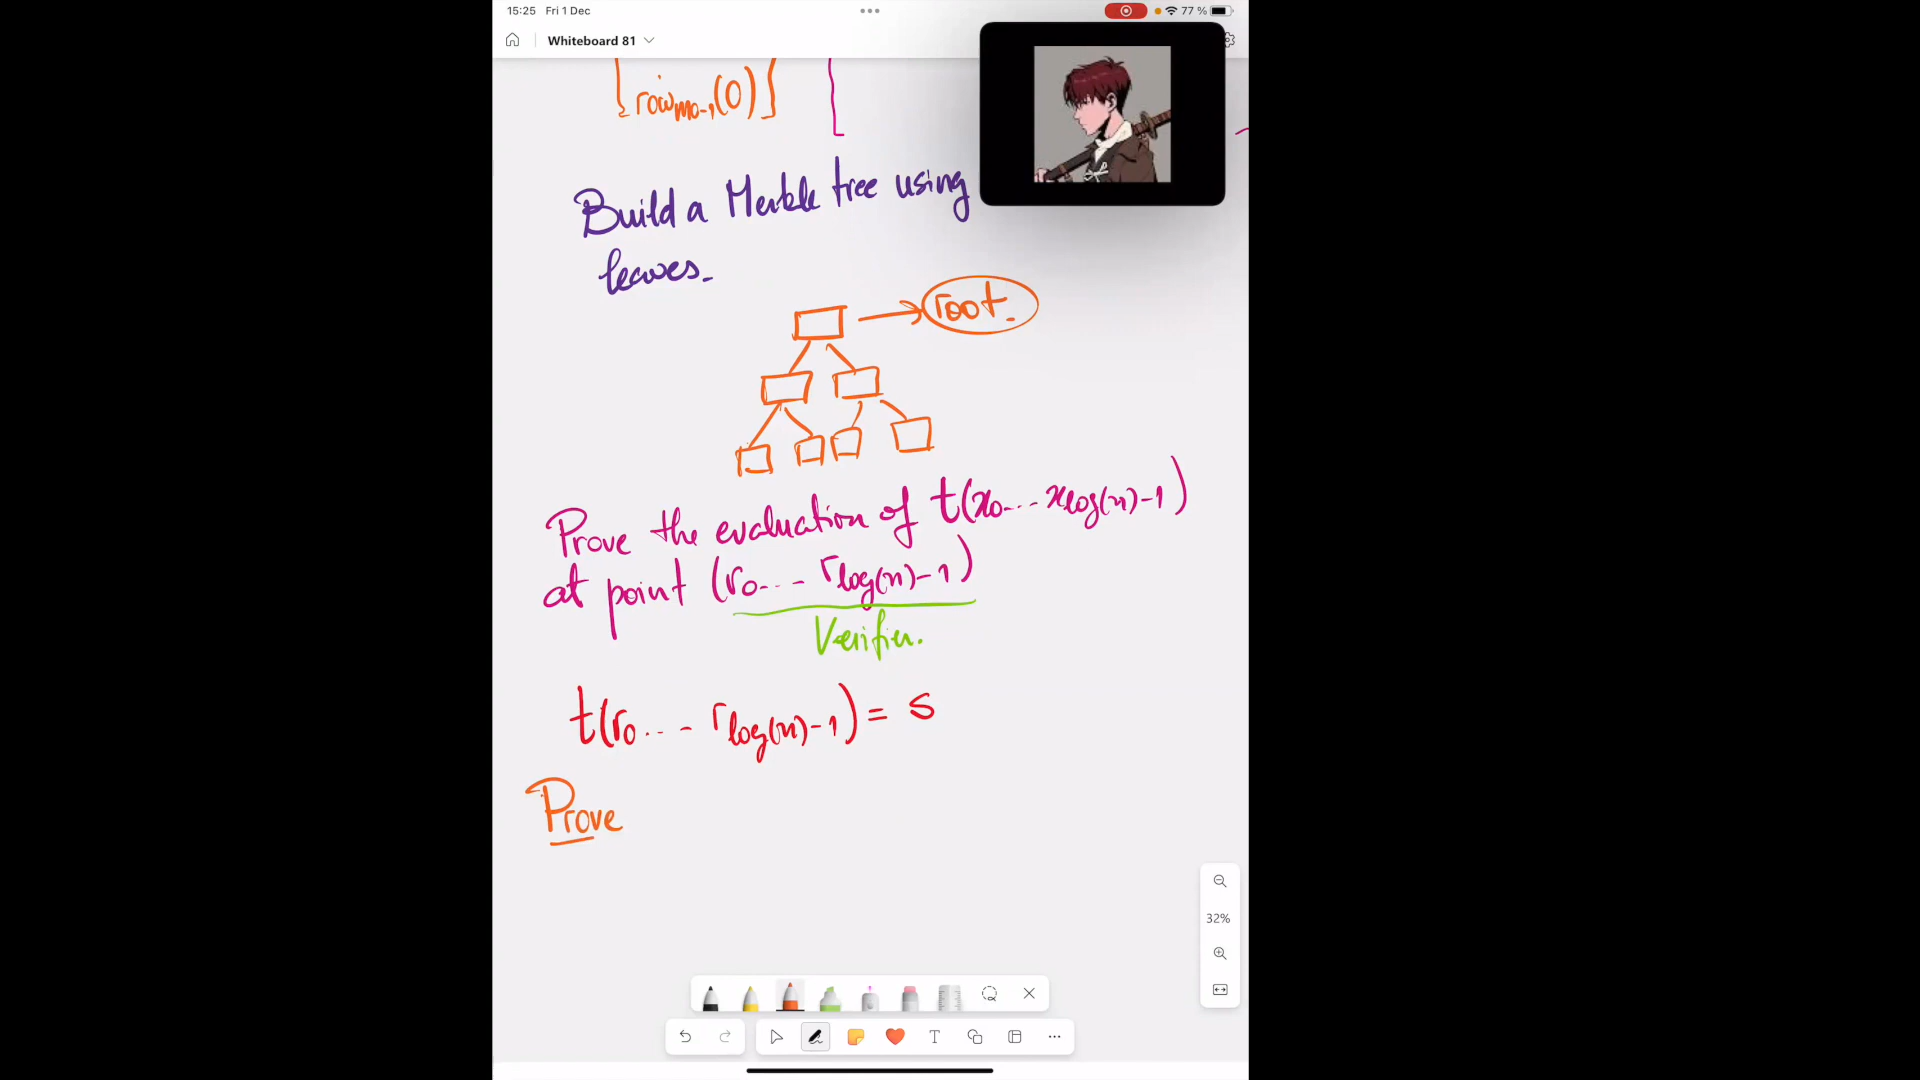 15:25 Fri 1 Dec
77 %
Whiteboard 81
row_{m0-1}(0)
Build a Merkle tree using
leaves.
root.
Prove the evaluation of t(x0... xlog(n)-1)
at point (r0... rlog(n)-1)
Verifier.
t(r0... rlog(n)-1) = s
Prove
32%
T